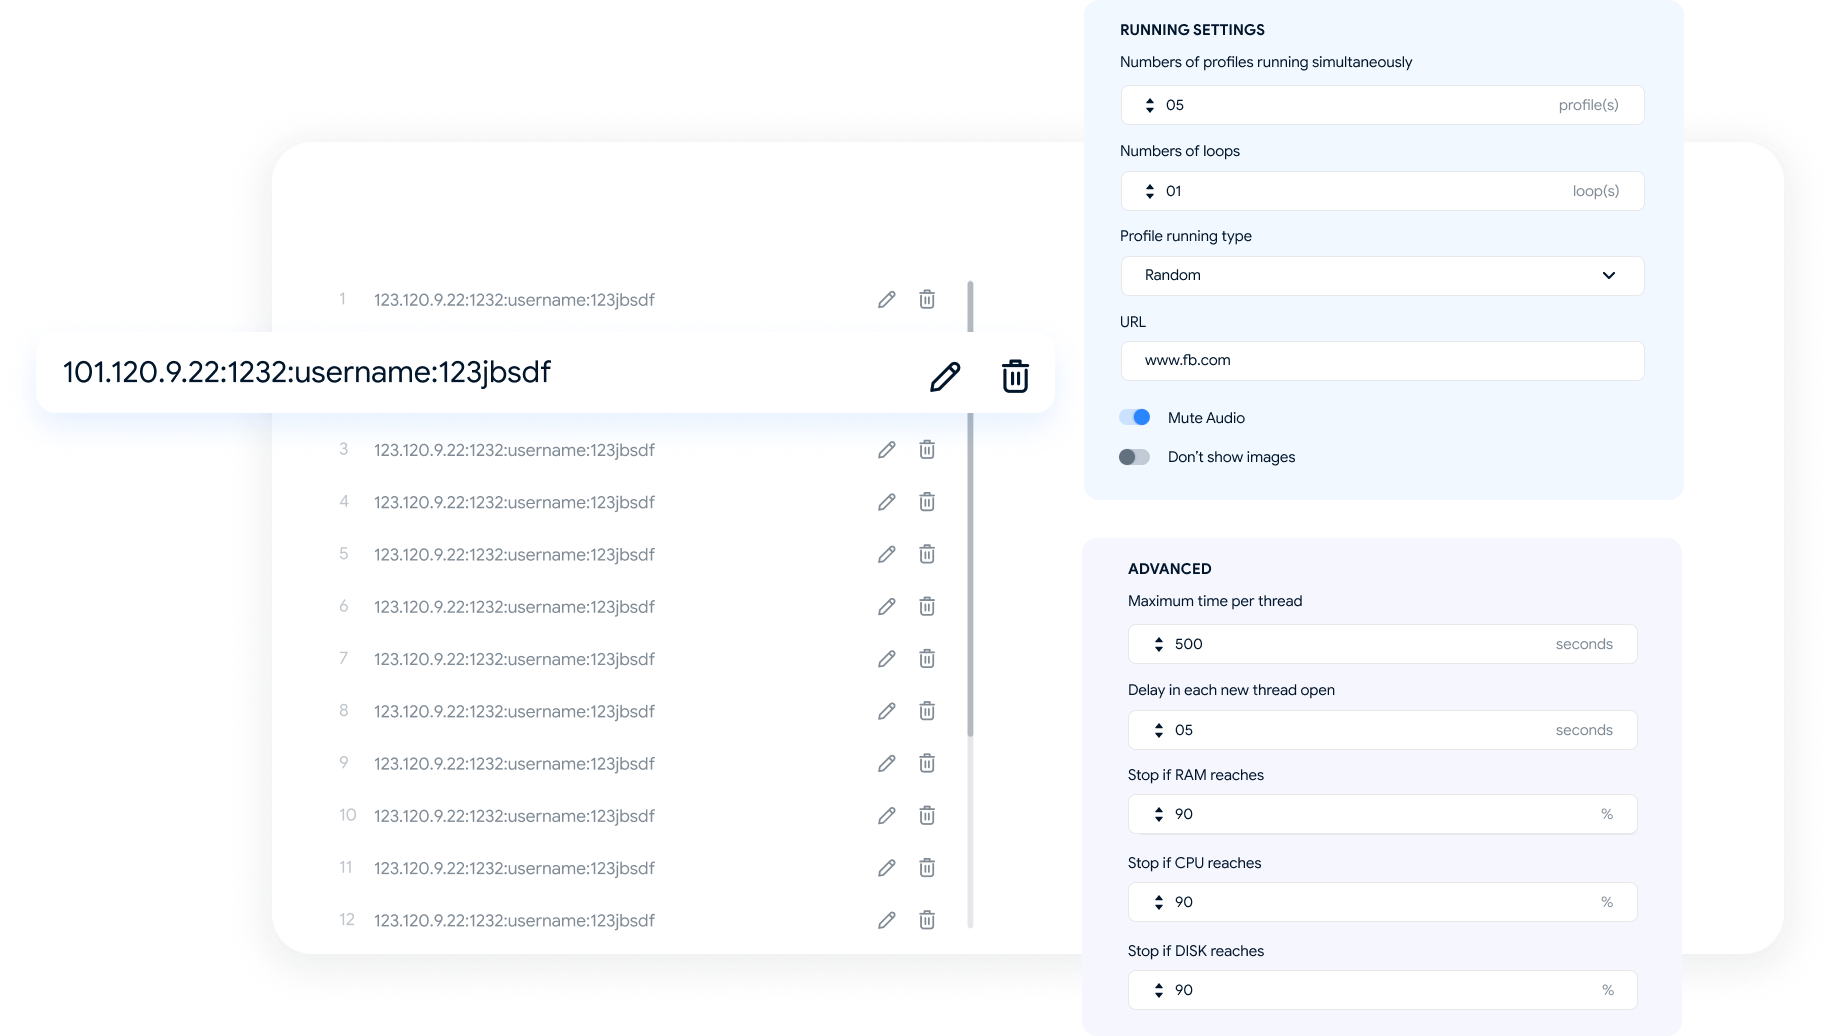 1 123.120.9.22:1232:username:123jbsdf
101.120.9.22:1232:username:123jbsdf
3 123.120.9.22:1232:username:123jbsdf
4 123.120.9.22:1232:username:123jbsdf
5 123.120.9.22:1232:username:123jbsdf
6 123.120.9.22:1232:username:123jbsdf
7 123.120.9.22:1232:username:123jbsdf
8 123.120.9.22:1232:username:123jbsdf
9 123.120.9.22:1232:username:123jbsdf
10 123.120.9.22:1232:username:123jbsdf
11 123.120.9.22:1232:username:123jbsdf
12 123.120.9.22:1232:username:123jbsdf
RUNNING SETTINGS
Numbers of profiles running simultaneously
05 profile(s)
Numbers of loops
01 loop(s)
Profile running type
Random
URL
www.fb.com
Mute Audio
Don’t show images
ADVANCED
Maximum time per thread
500 seconds
Delay in each new thread open
05 seconds
Stop if RAM reaches
90 %
Stop if CPU reaches
90 %
Stop if DISK reaches
90 %